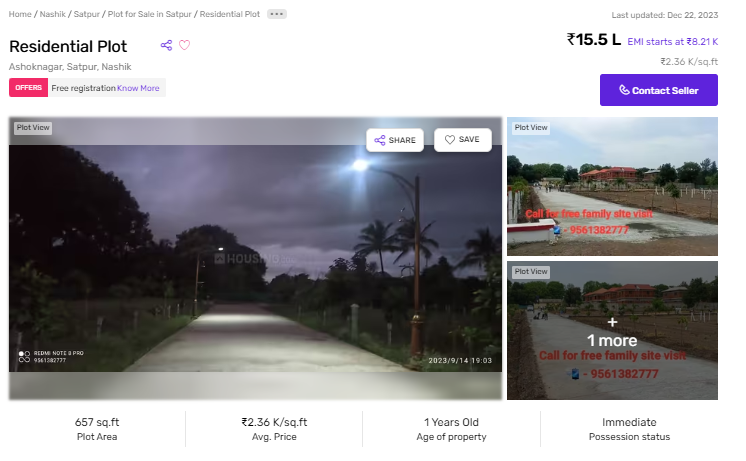 Home / Nashik / Satpur / Plot for Sale in Satpur / Residential Plot
Last updated: Dec 22, 2023
Residential Plot
₹15.5 L EMI starts at ₹8.21 K
Ashoknagar, Satpur, Nashik
₹2.36 K/sq.ft
OFFERS Free registration Know More
Contact Seller
Plot View
SHARE
SAVE
HOUSING
REDMI NOTE 8 PRO
9561382777
2023/9/14 19:03
Plot View
Call for free family site visit
- 9561382777
Plot View
+
1 more
Call for free family site visit
- 9561382777
657 sq.ft
Plot Area
₹2.36 K/sq.ft
Avg. Price
1 Years Old
Age of property
Immediate
Possession status